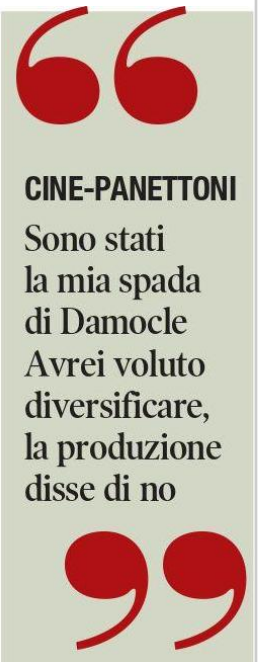 CINE-PANETTONI
Sono stati
la mia spada
di Damocle
Avrei voluto
diversificare,
la produzione
disse di no